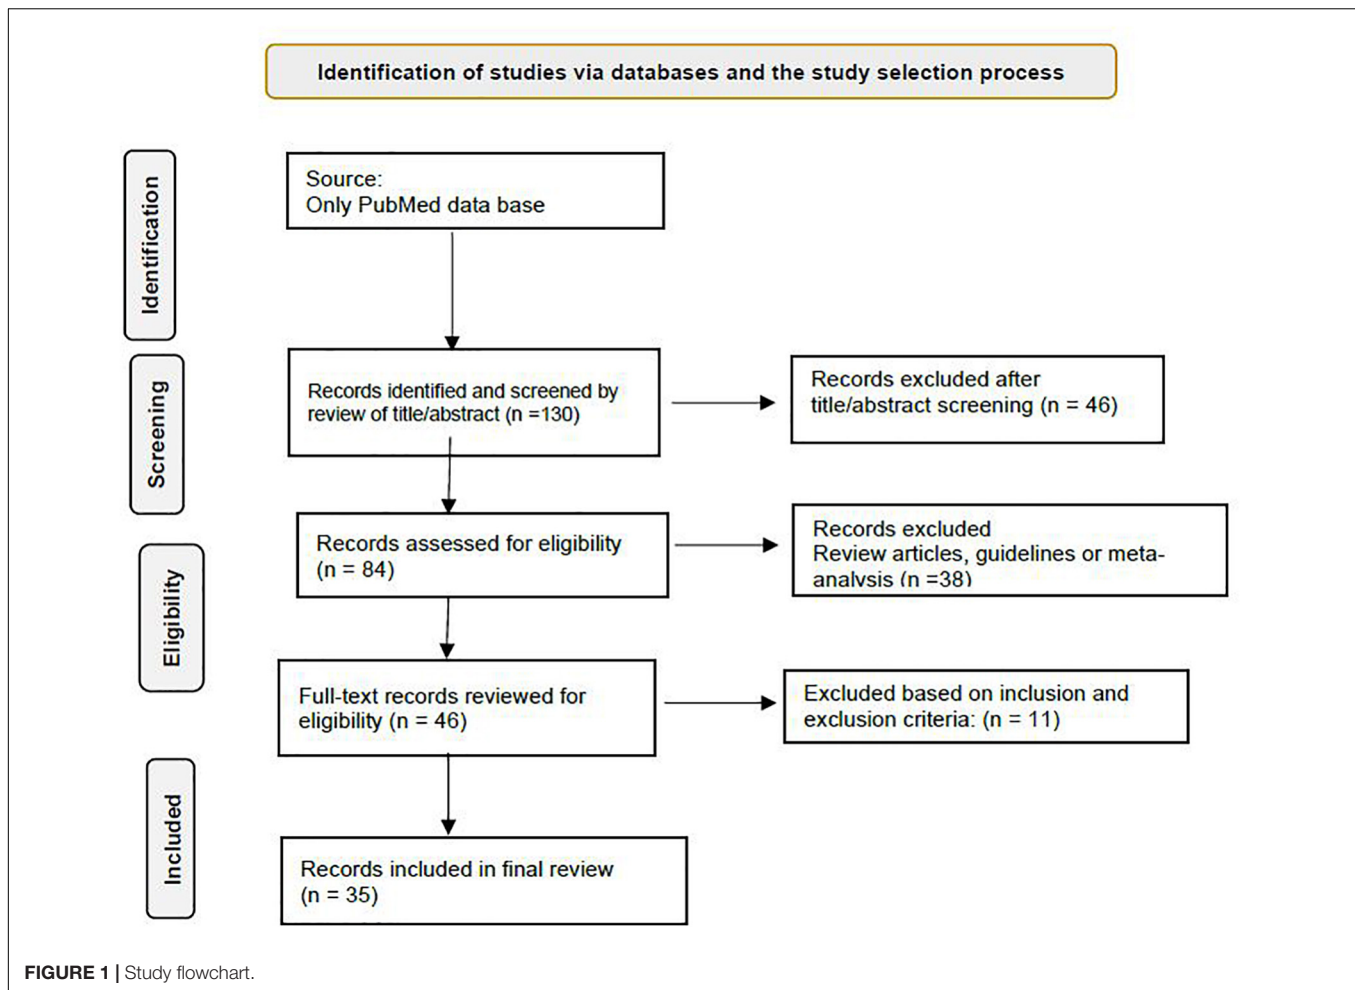 Identification of studies via databases and the study selection process
Identification
Source:
Only PubMed data base
Screening
Records identified and screened by
review of title/abstract (n =130)
Records excluded after
title/abstract screening (n = 46)
Eligibility
Records assessed for eligibility
(n = 84)
Records excluded
Review articles, guidelines or meta-
analysis (n =38)
Full-text records reviewed for
eligibility (n = 46)
Excluded based on inclusion and
exclusion criteria: (n = 11)
Included
Records included in final review
(n = 35)
FIGURE 1 | Study flowchart.